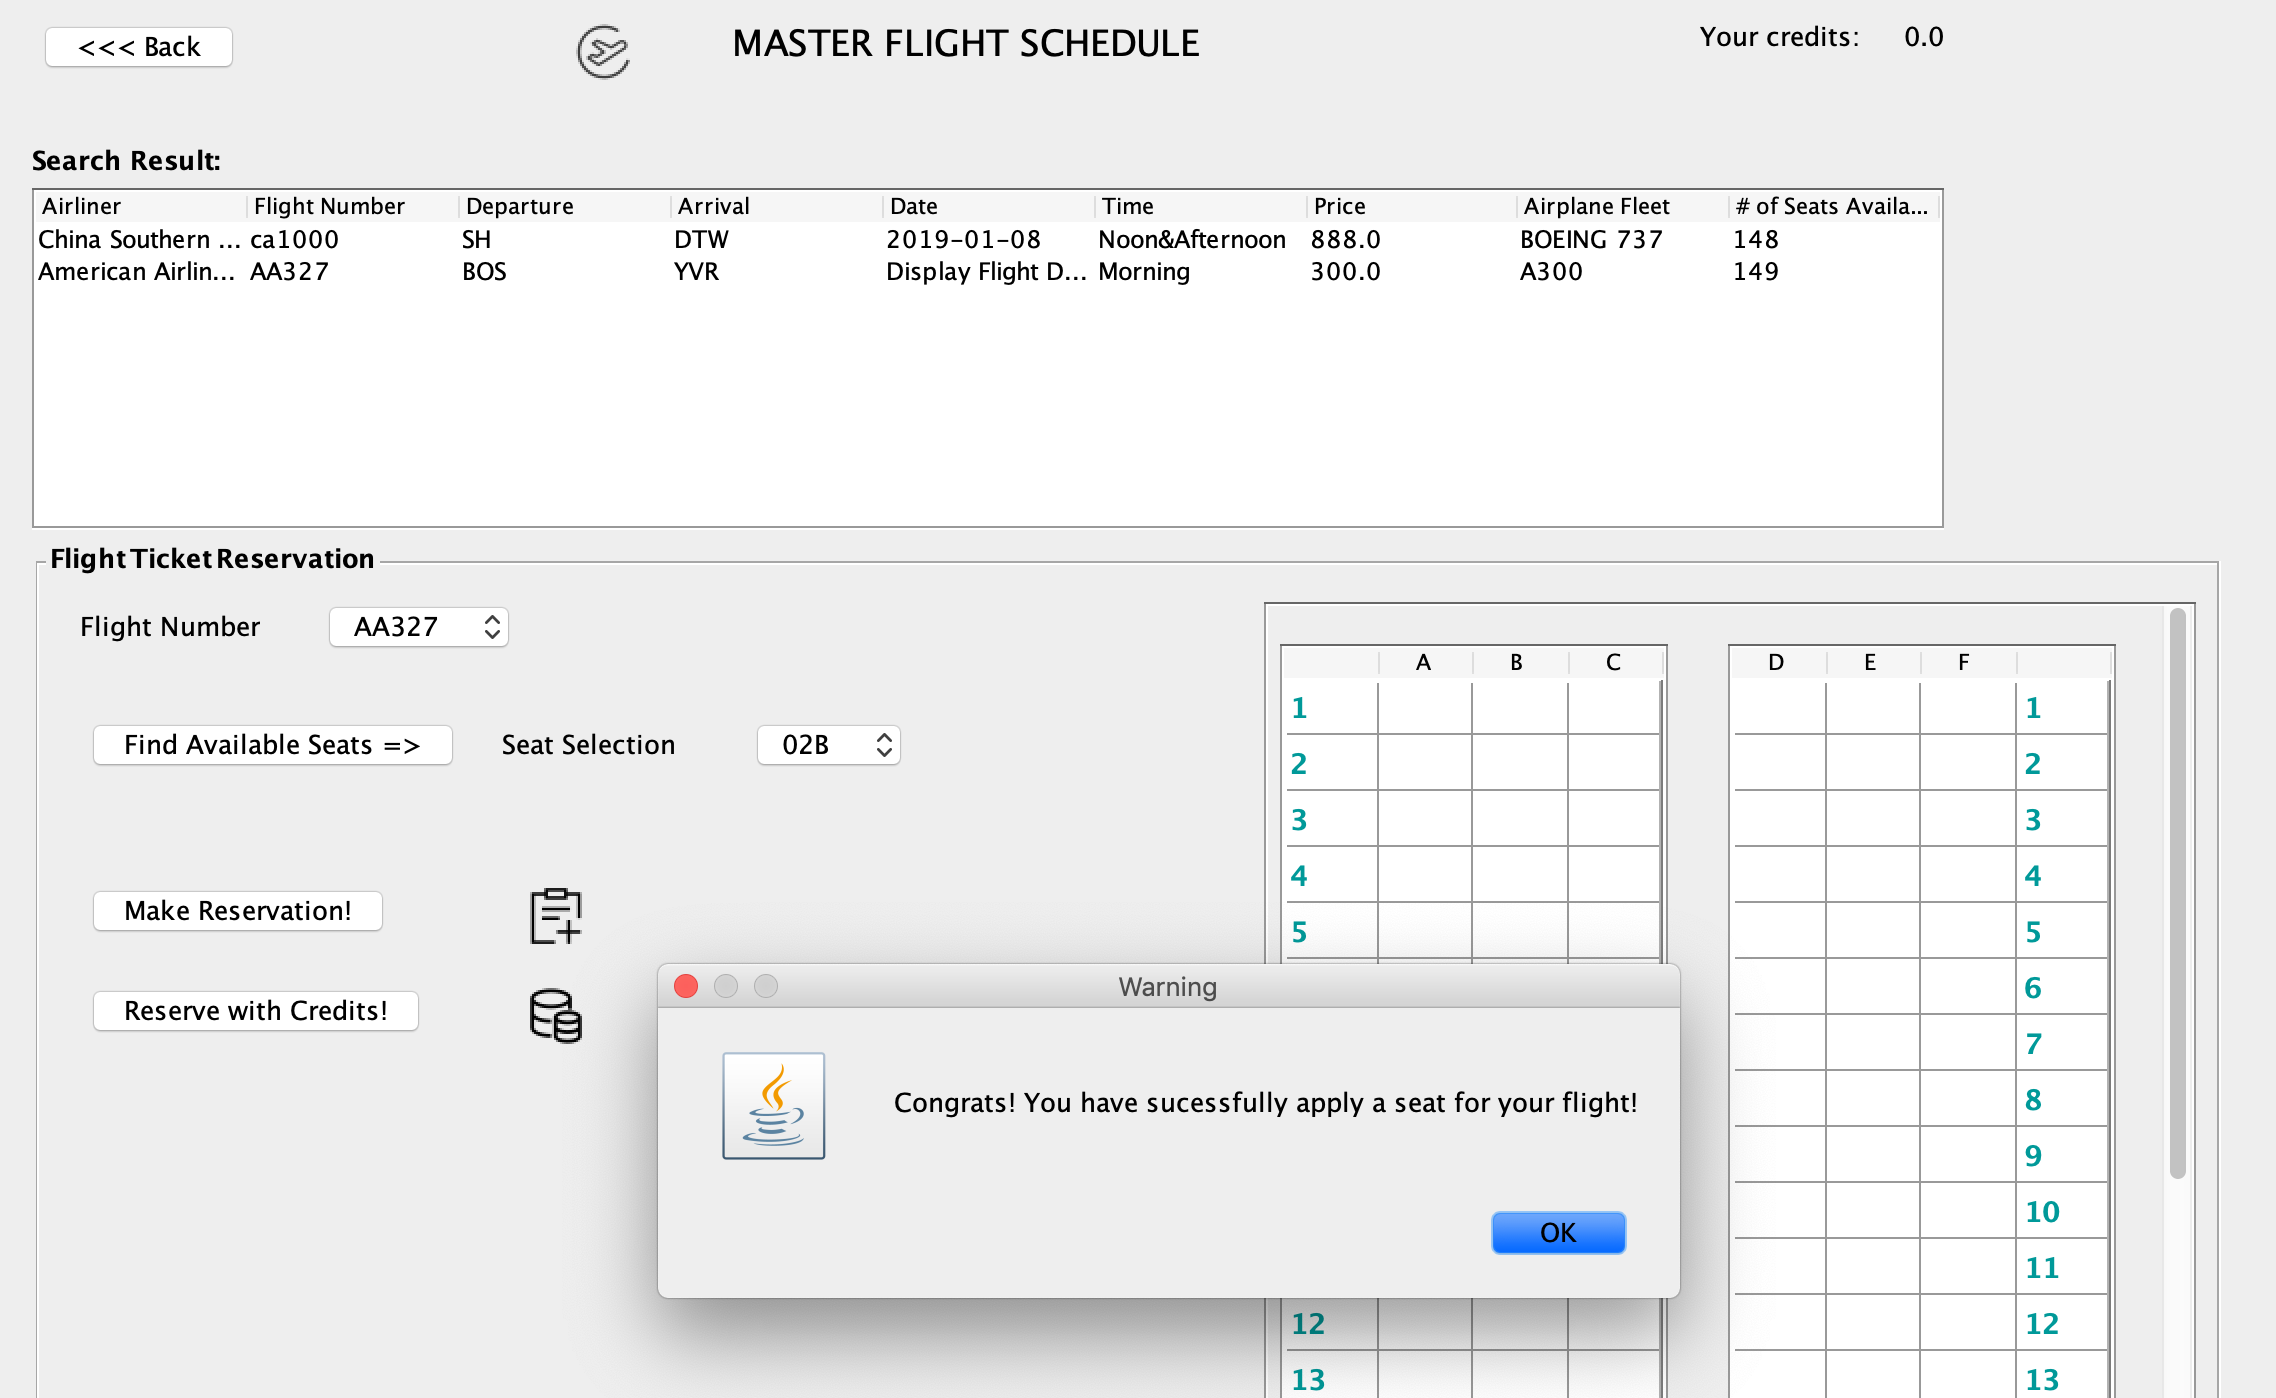 <<< Back
MASTER FLIGHT SCHEDULE
Your credits: 0.0
Search Result:
Airliner Flight Number Departure Arrival Date Time Price Airplane Fleet # of Seats Availa...
China Southern ... ca1000 SH DTW 2019-01-08 Noon&Afternoon 888.0 BOEING 737 148
American Airlin... AA327 BOS YVR Display Flight D... Morning 300.0 A300 149
Flight Ticket Reservation
Flight Number AA327
Find Available Seats => Seat Selection 02B
Make Reservation!
Reserve with Credits!
A B C D E F
1 1
2 2
3 3
4 4
5 5
6
7
8
9
10
11
12 12
13 13
Warning
Congrats! You have sucessfully apply a seat for your flight!
OK